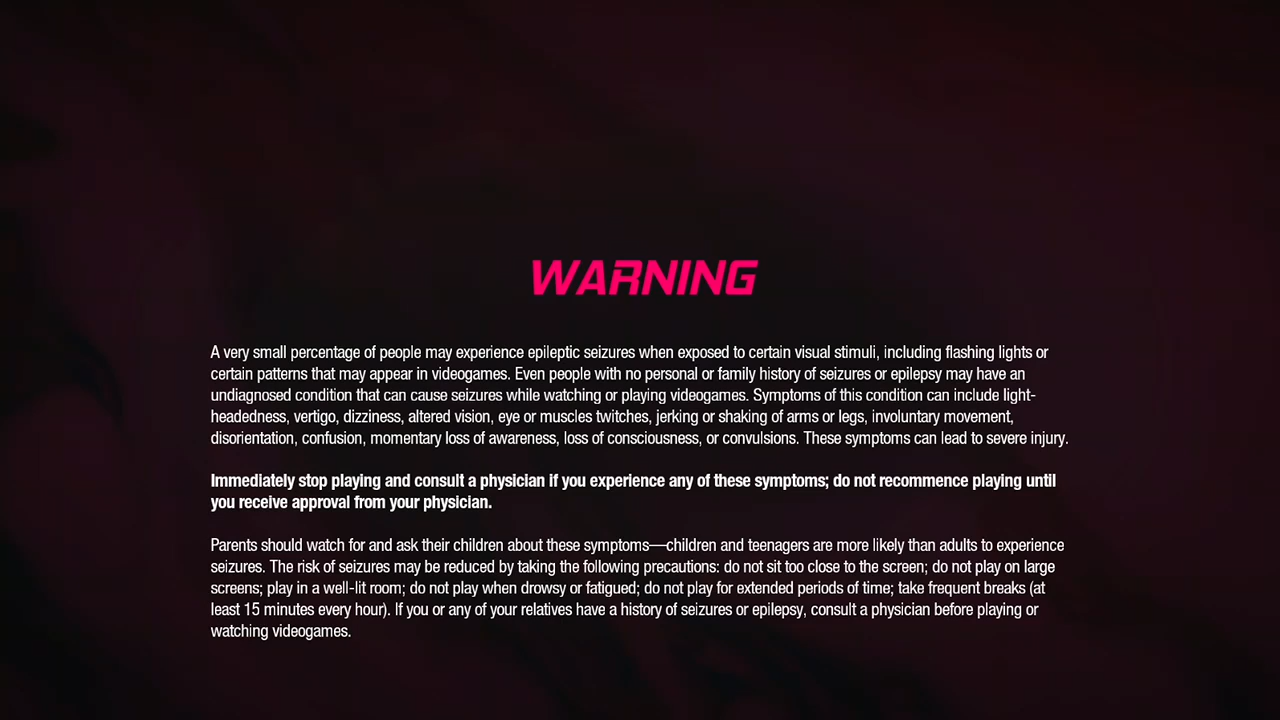 WARNING
A very small percentage of people may experience epileptic seizures when exposed to certain visual stimuli, including flashing lights or
certain patterns that may appear in videogames. Even people with no personal or family history of seizures or epilepsy may have an
undiagnosed condition that can cause seizures while watching or playing videogames. Symptoms of this condition can include light-
headedness, vertigo, dizziness, altered vision, eye or muscles twitches, jerking or shaking of arms or legs, involuntary movement,
disorientation, confusion, momentary loss of awareness, loss of consciousness, or convulsions. These symptoms can lead to severe injury.
Immediately stop playing and consult a physician if you experience any of these symptoms; do not recommence playing until
you receive approval from your physician.
Parents should watch for and ask their children about these symptoms—children and teenagers are more likely than adults to experience
seizures. The risk of seizures may be reduced by taking the following precautions: do not sit too close to the screen; do not play on large
screens; play in a well-lit room; do not play when drowsy or fatigued; do not play for extended periods of time; take frequent breaks (at
least 15 minutes every hour). If you or any of your relatives have a history of seizures or epilepsy, consult a physician before playing or
watching videogames.